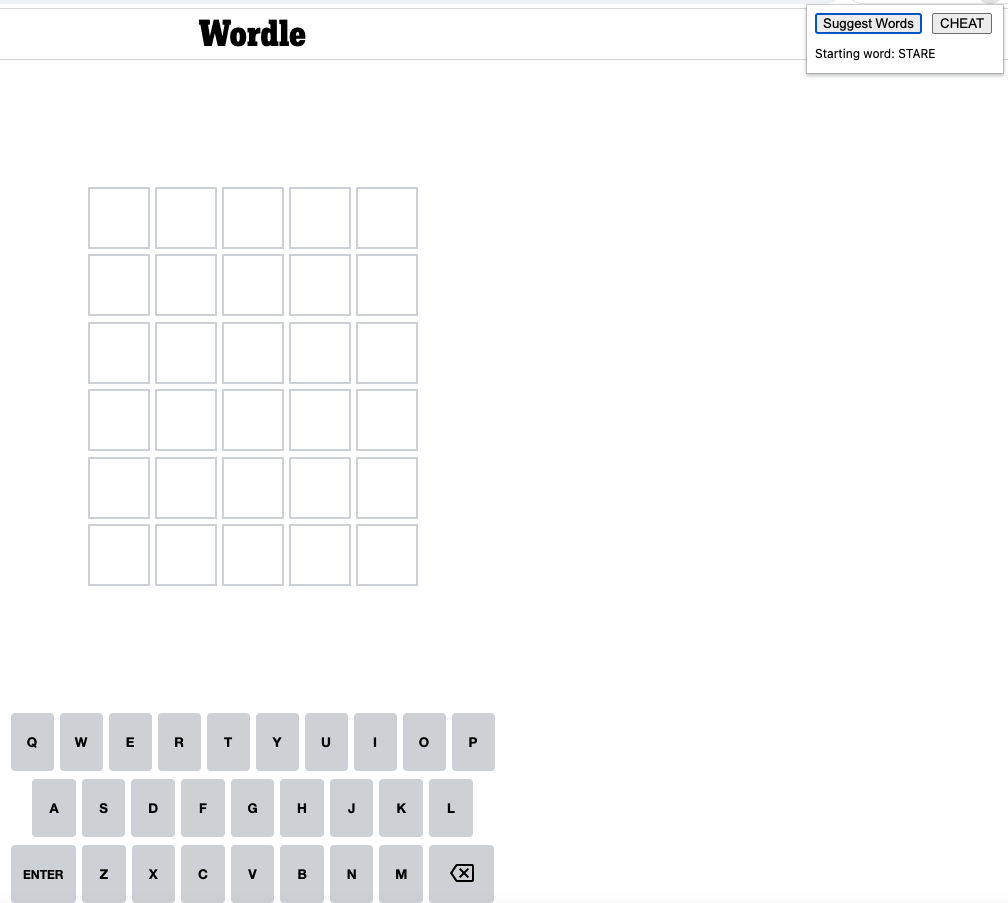 Wordle
Suggest Words CHEAT
Starting word: STARE
Q W E R T Y U I O P
A S D F G H J K L
ENTER Z X C V B N M